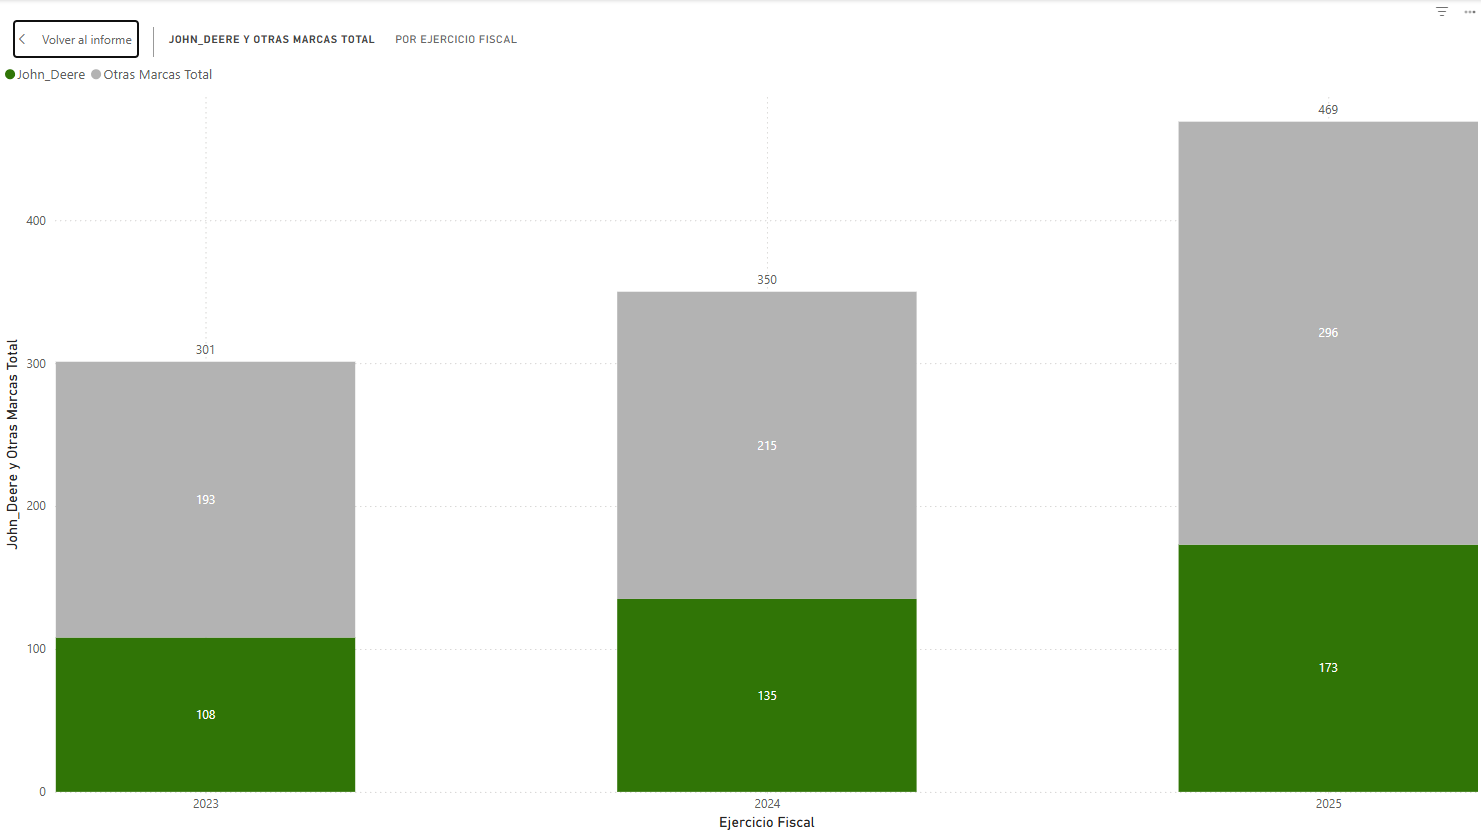 Volver al informe
JOHN_DEERE Y OTRAS MARCAS TOTAL
POR EJERCICIO FISCAL
John_Deere
Otras Marcas Total
John_Deere y Otras Marcas Total
400
300
200
100
0
301
193
108
350
215
135
469
296
173
2023
2024
2025
Ejercicio Fiscal